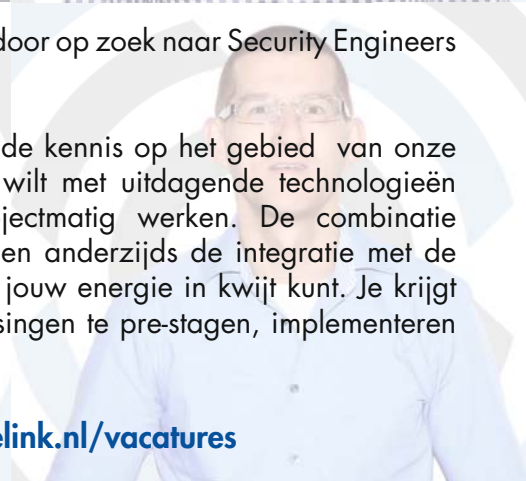 door op zoek naar Security Engineers
de kennis op het gebied van onze
wilt met uitdagende technologieën
jectmatig werken. De combinatie
en anderzijds de integratie met de
jouw energie in kwijt kunt. Je krijgt
singen te pre-stagen, implementeren
elink.nl/vacatures